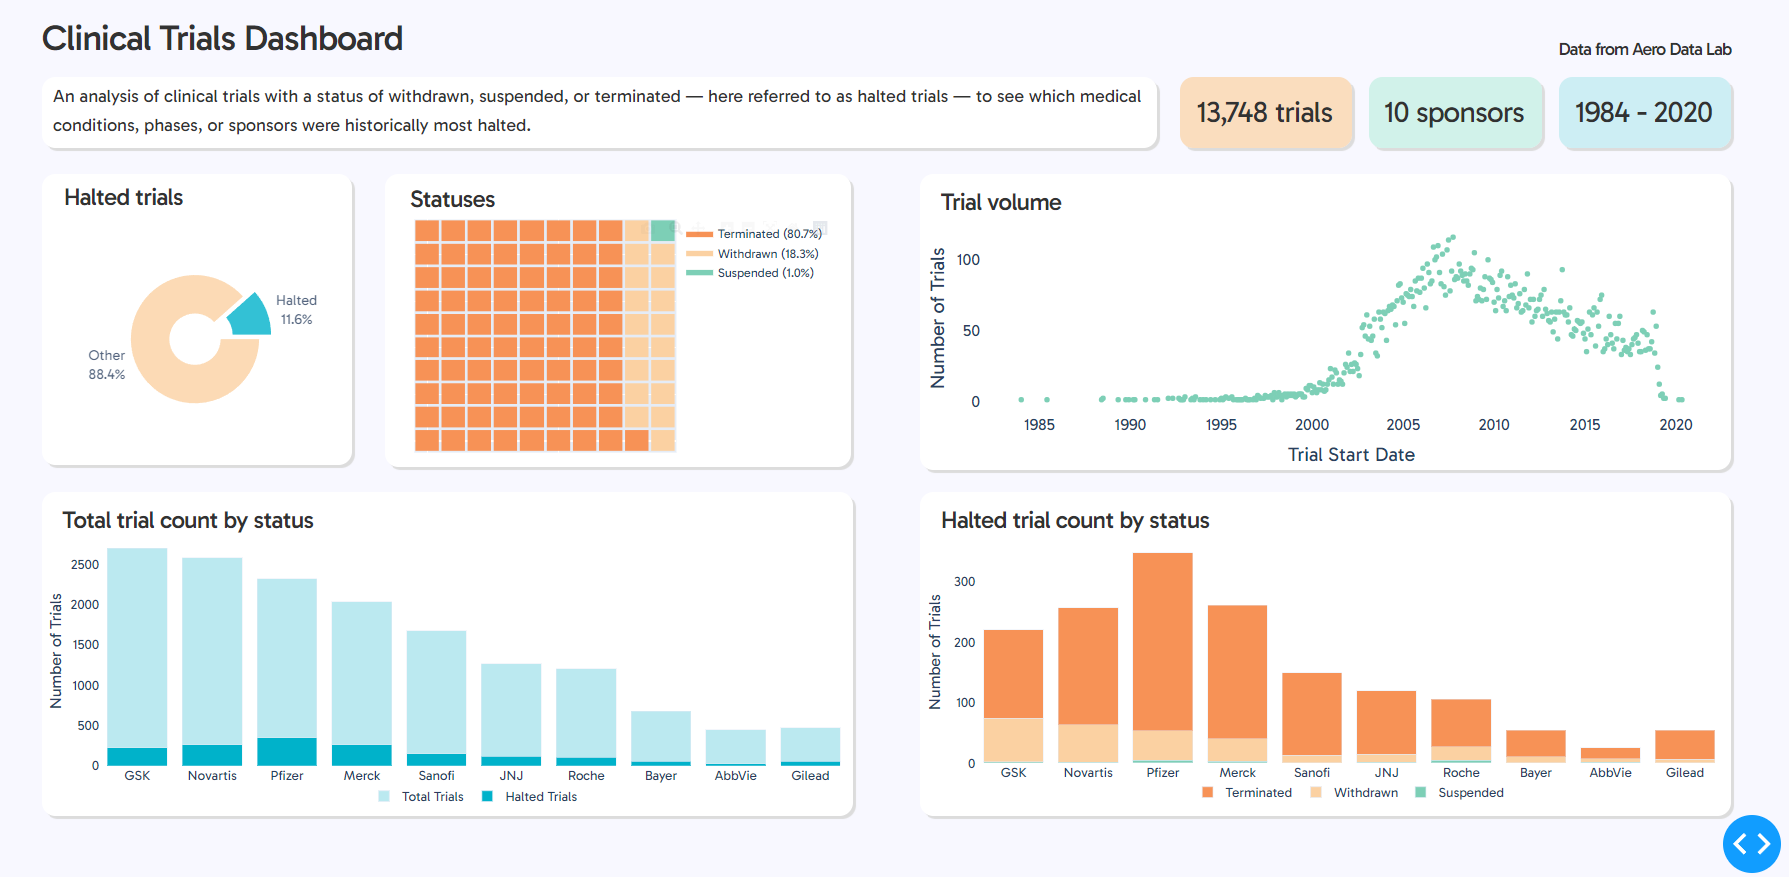 Clinical Trials Dashboard
Data from Aero Data Lab
An analysis of clinical trials with a status of withdrawn, suspended, or terminated — here referred to as halted trials — to see which medical
conditions, phases, or sponsors were historically most halted.
13,748 trials
10 sponsors
1984 - 2020
Halted trials
Halted
11.6%
Other
88.4%
Statuses
Terminated (80.7%)
Withdrawn (18.3%)
Suspended (1.0%)
Trial volume
Number of Trials
100
50
0
1985 1990 1995 2000 2005 2010 2015 2020
Trial Start Date
Total trial count by status
Number of Trials
2500
2000
1500
1000
500
0
GSK Novartis Pfizer Merck Sanofi JNJ Roche Bayer AbbVie Gilead
Total Trials Halted Trials
Halted trial count by status
Number of Trials
300
200
100
0
GSK Novartis Pfizer Merck Sanofi JNJ Roche Bayer AbbVie Gilead
Terminated Withdrawn Suspended